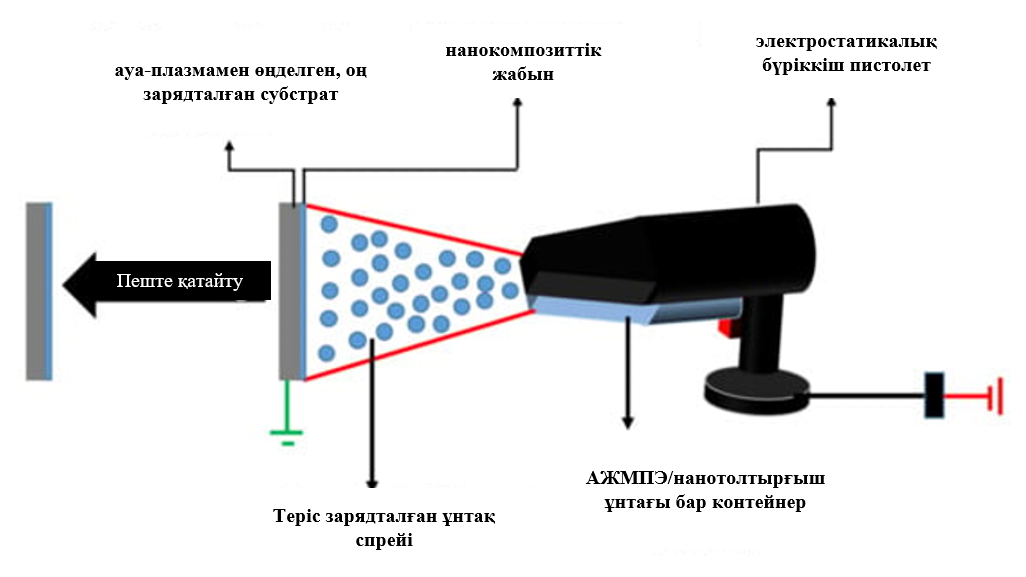 ауа-плазмамен өңделген, оң
зарядталған субстрат
нанокомпозиттік
жабын
электростатикалық
бүріккіш пистолет
Пеште қатайту
Теріс зарядталған ұнтақ
спрейі
АЖМПЭ/нанотолтырғыш
ұнтағы бар контейнер